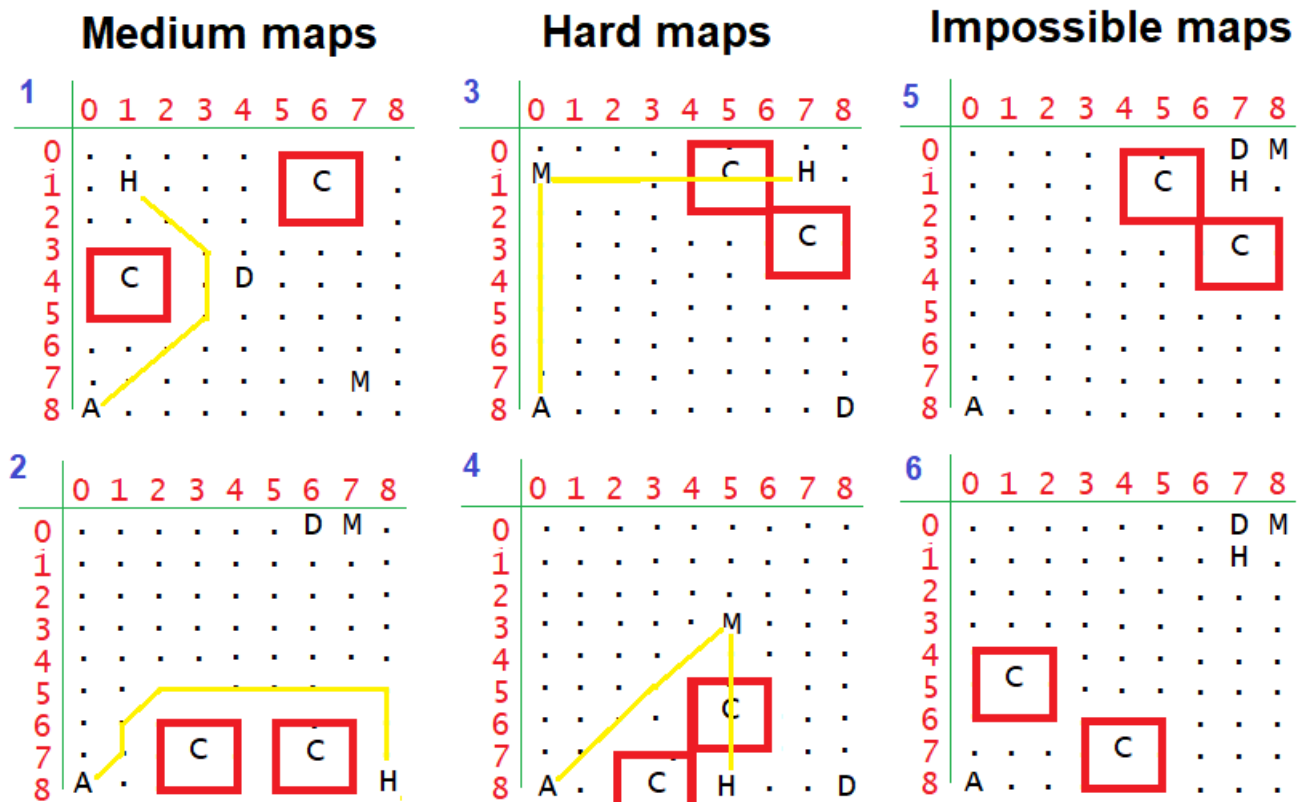 Medium maps
Hard maps
Impossible maps
1
0 1 2 3 4 5 6 7 8
0 . . . . . .
1 . H . . . C .
2 . . . . . .
3 . . . . . .
4 C . D . . . .
5 . . . . . .
6 . . . . . . . . .
7 . . . . . . . M .
8 A . . . . . . . .
2
0 1 2 3 4 5 6 7 8
0 . . . . . . D M .
1 . . . . . . . . .
2 . . . . . . . . .
3 . . . . . . . . .
4 . . . . . . . . .
5 . .
6 . .
7 . . C C
8 A . H
3
0 1 2 3 4 5 6 7 8
0 . . . . . . . . .
1 M . C H .
2 . . .
3 . . . . . C
4 . . . . .
5 . . . . . . . .
6 . . . . . . . .
7 . . . . . . . . .
8 A . . . . . . . D
4
0 1 2 3 4 5 6 7 8
0 . . . . . . . . .
1 . . . . . . . . .
2 . . . . . . . . .
3 . . . . . M . . .
4 . . . . . . . .
5 . . . . . .
6 . . . . C . .
7 . . . .
8 A . C H . . D
5
0 1 2 3 4 5 6 7 8
0 . . . . . . D M
1 . . . . C . H .
2 . . . .
3 . . . . . . C
4 . . . . . .
5 . . . . . . . . .
6 . . . . . . . . .
7 . . . . . . . . .
8 A . . . . . . . .
6
0 1 2 3 4 5 6 7 8
0 . . . . . . . D M
1 . . . . . . . H .
2 . . . . . . . . .
3 . . . . . . . . .
4 . . . . . .
5 C . . . . . .
6 . . .
7 . . . C . . .
8 A . . . . .